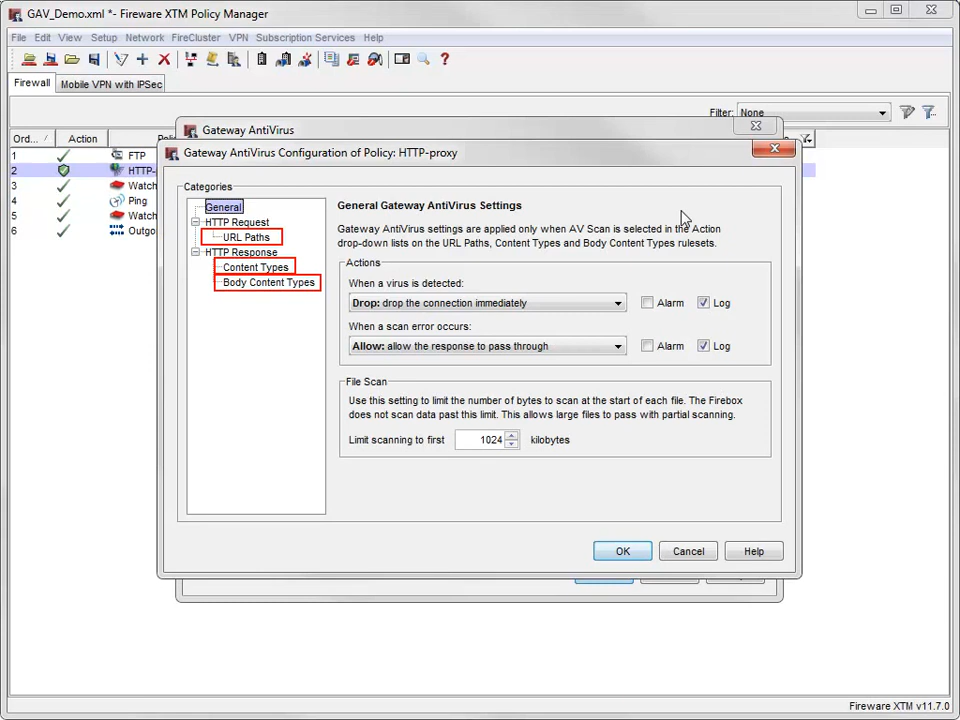 GAV_Demo.xml *- Fireware XTM Policy Manager
File Edit View Setup Network FireCluster VPN Subscription Services Help
Firewall Mobile VPN with IPSec
Filter: None
Ord... / Action
1 FTP
2 HTTP-
3 Watch
4 Ping
5 Watch
6 Outgo
Gateway AntiVirus
Gateway AntiVirus Configuration of Policy: HTTP-proxy
Categories
General
HTTP Request
URL Paths
HTTP Response
Content Types
Body Content Types
General Gateway AntiVirus Settings
Gateway AntiVirus settings are applied only when AV Scan is selected in the Action
drop-down lists on the URL Paths, Content Types and Body Content Types rulesets.
Actions
When a virus is detected:
Drop: drop the connection immediately Alarm Log
When a scan error occurs:
Allow: allow the response to pass through Alarm Log
File Scan
Use this setting to limit the number of bytes to scan at the start of each file. The Firebox
does not scan data past this limit. This allows large files to pass with partial scanning.
Limit scanning to first 1024 kilobytes
OK Cancel Help
Fireware XTM v11.7.0